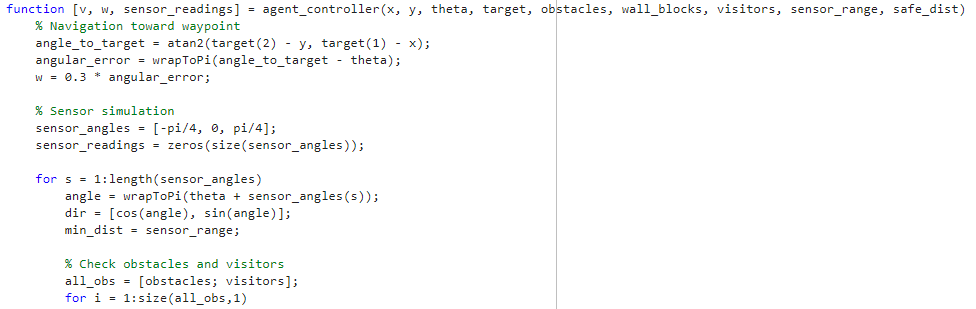 function [v, w, sensor_readings] = agent_controller(x, y, theta, target, obstacles, wall_blocks, visitors, sensor_range, safe_dist)
    % Navigation toward waypoint
    angle_to_target = atan2(target(2) - y, target(1) - x);
    angular_error = wrapToPi(angle_to_target - theta);
    w = 0.3 * angular_error;

    % Sensor simulation
    sensor_angles = [-pi/4, 0, pi/4];
    sensor_readings = zeros(size(sensor_angles));

    for s = 1:length(sensor_angles)
        angle = wrapToPi(theta + sensor_angles(s));
        dir = [cos(angle), sin(angle)];
        min_dist = sensor_range;

        % Check obstacles and visitors
        all_obs = [obstacles; visitors];
        for i = 1:size(all_obs,1)